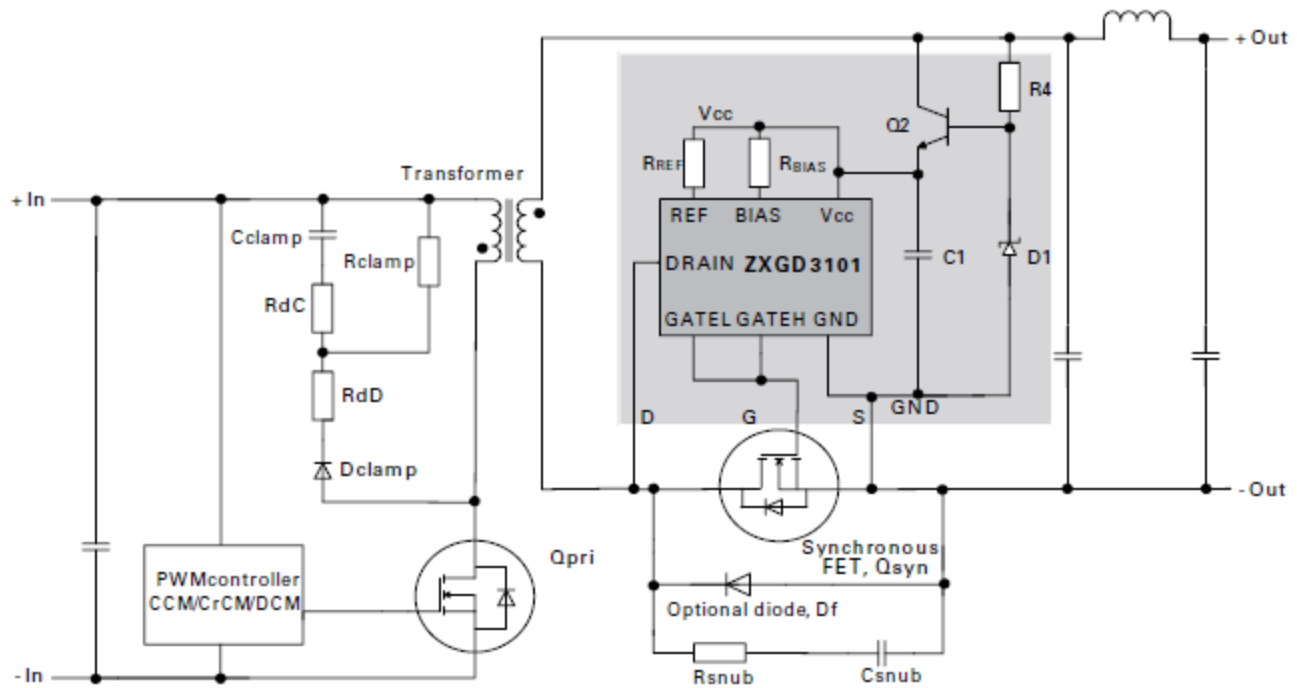 + Out
R4
Q2
Vcc
RREF
RBIAS
Transformer
+ In
REF BIAS Vcc
Cclamp
Rclamp
DRAIN ZXGD3101
C1
D1
RdC
GATEL GATEH GND
RdD
D G S GND
Dclamp
- Out
Qpri
Synchronous
FET, Qsyn
PWMcontroller
CCM/CrCM/DCM
Optional diode, Df
- In
Rsnub
Csnub